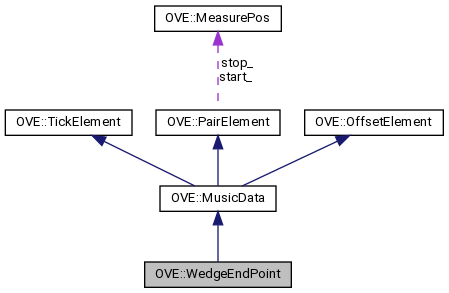 OVE::MeasurePos
stop_
start_
OVE::TickElement
OVE::PairElement
OVE::OffsetElement
OVE::MusicData
OVE::WedgeEndPoint